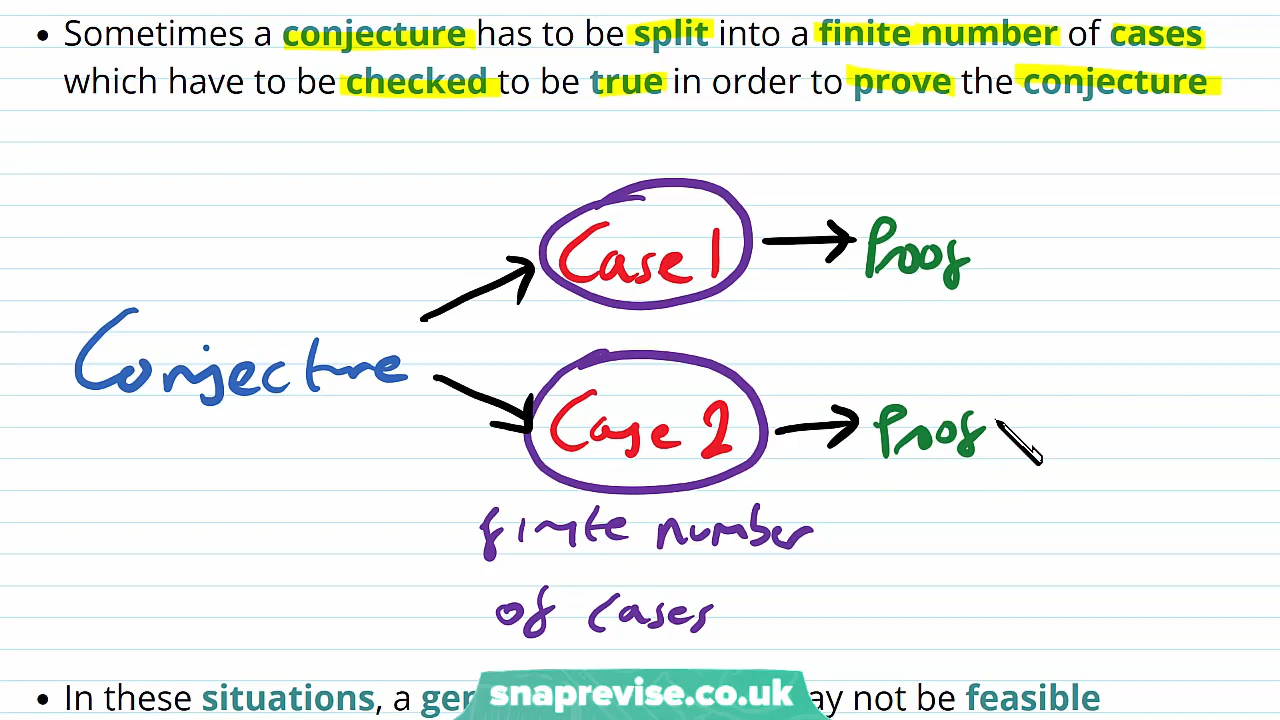 • Sometimes a conjecture has to be split into a finite number of cases
which have to be checked to be true in order to prove the conjecture
Case 1 → Proof
Conjecture
Case 2 → Proof
finite number
of cases
• In these situations, a ger ay not be feasible
snaprevise.co.uk